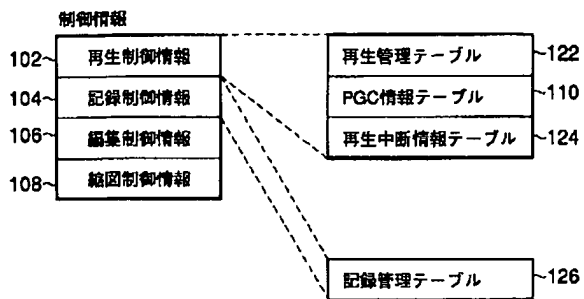 制御情報
102 再生制御情報
104 記録制御情報
106 編集制御情報
108 縮図制御情報
再生管理テーブル 122
PGC情報テーブル 110
再生中断情報テーブル 124
記録管理テーブル 126